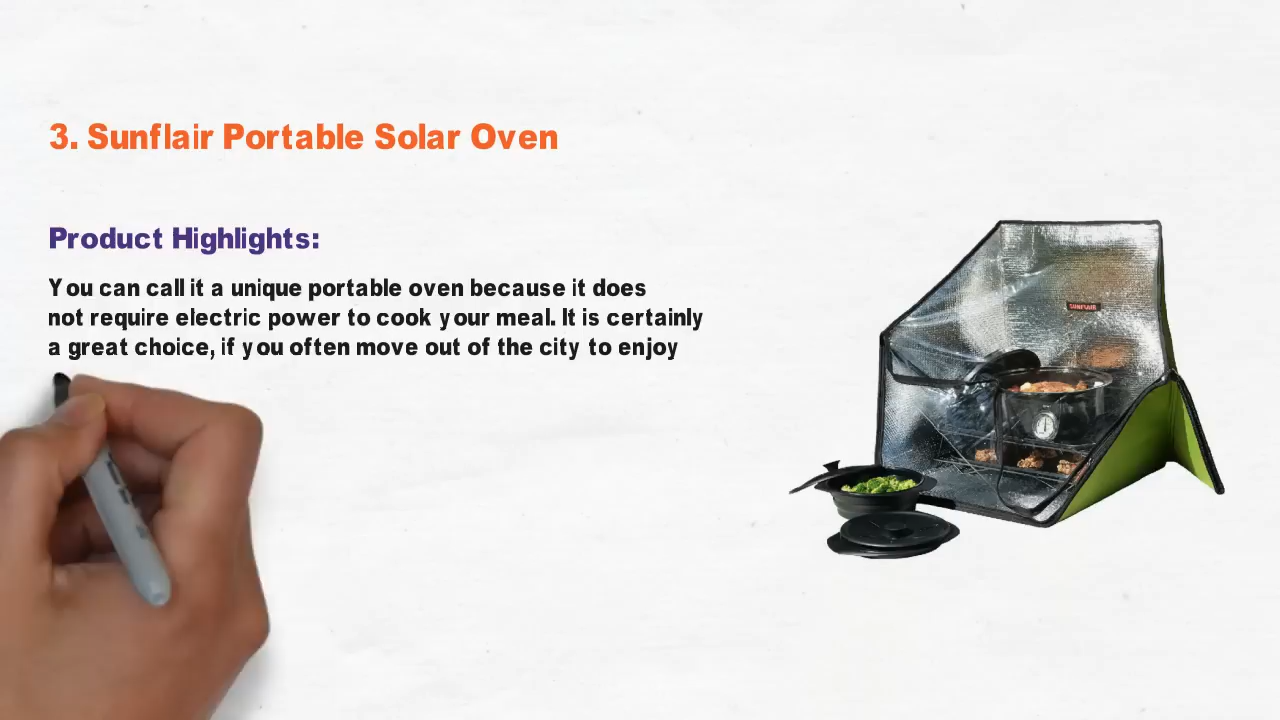 3. Sunflair Portable Solar Oven
Product Highlights:
You can call it a unique portable oven because it does
not require electric power to cook your meal. It is certainly
a great choice, if you often move out of the city to enjoy
SUNFLAIR